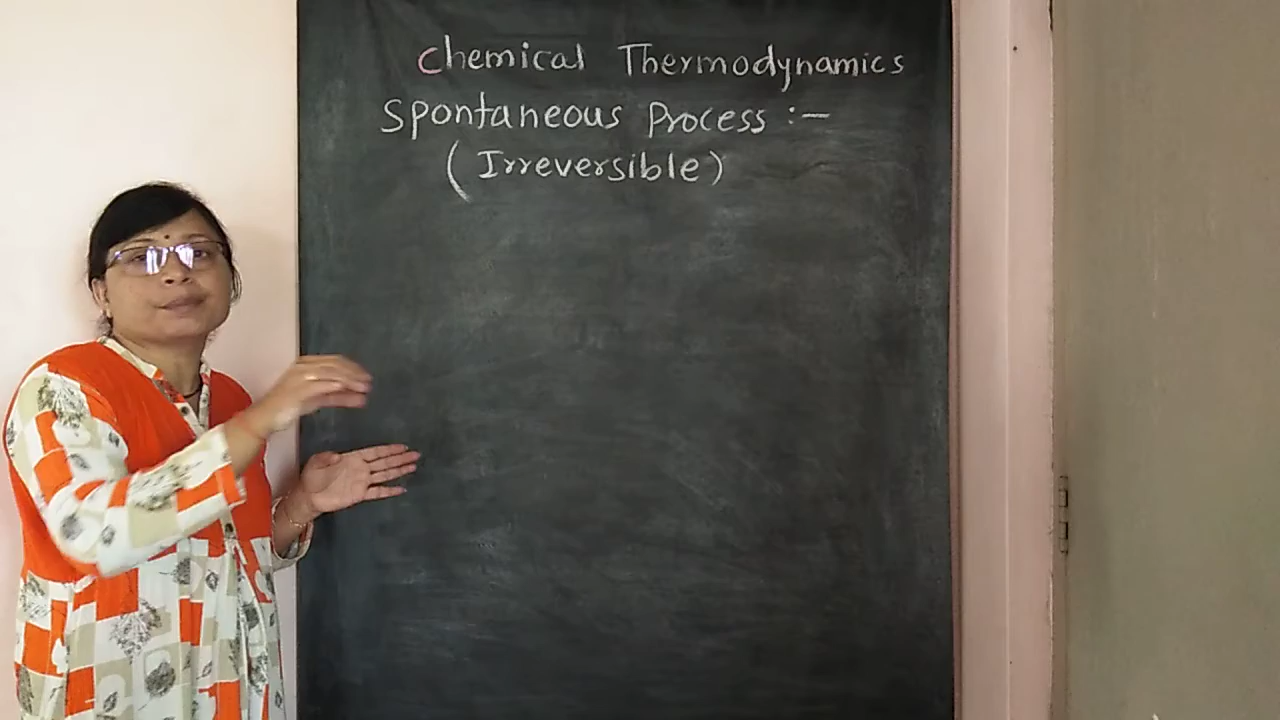 Chemical Thermodynamics
Spontaneous Process :-
(Irreversible)